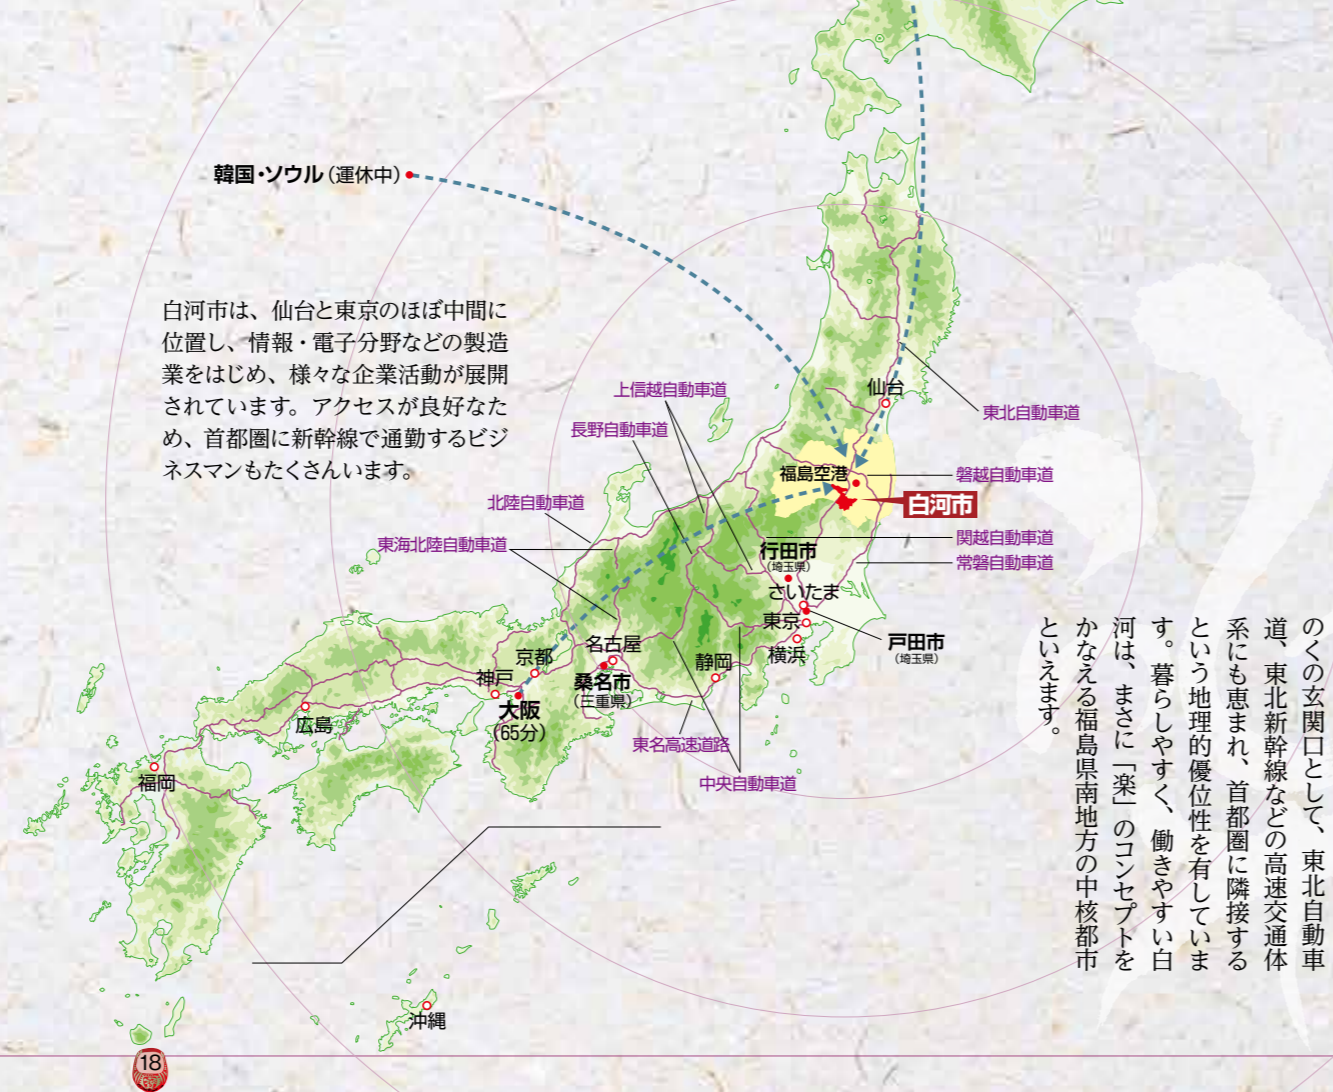 のくの玄関口として、東北自動車
道、東北新幹線などの高速交通体
系にも恵まれ、首都圏に隣接する
という地理的優位性を有していま
す。暮らしやすく、働きやすい白
河は、まさに「楽」のコンセプトを
かなえる福島県南地方の中核都市
といえます。
韓国・ソウル(運休中)
白河市は、仙台と東京のほぼ中間に
位置し、情報・電子分野などの製造
業をはじめ、様々な企業活動が展開
されています。アクセスが良好なた
め、首都圏に新幹線で通勤するビジ
ネスマンもたくさんいます。
上信越自動車道
長野自動車道
北陸自動車道
東海北陸自動車道
仙台
東北自動車道
福島空港
磐越自動車道
白河市
関越自動車道
常磐自動車道
行田市
(埼玉県)
さいたま
東京
横浜
戸田市
(埼玉県)
名古屋
桑名市
(三重県)
静岡
京都
神戸
大阪
(65分)
広島
福岡
東名高速道路
中央自動車道
沖縄
18